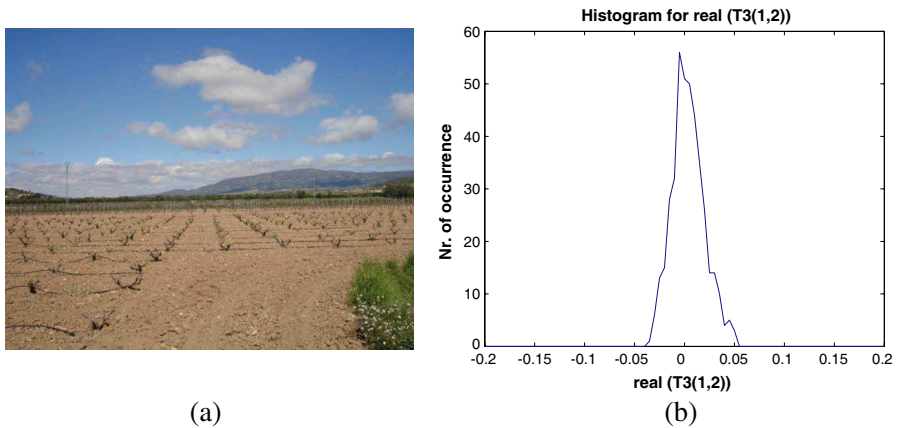 Histogram for real (T3(1,2))
60
50
40
30
20
10
0
Nr. of occurrence
-0.2 -0.15 -0.1 -0.05 0 0.05 0.1 0.15 0.2
real (T3(1,2))
(a) (b)